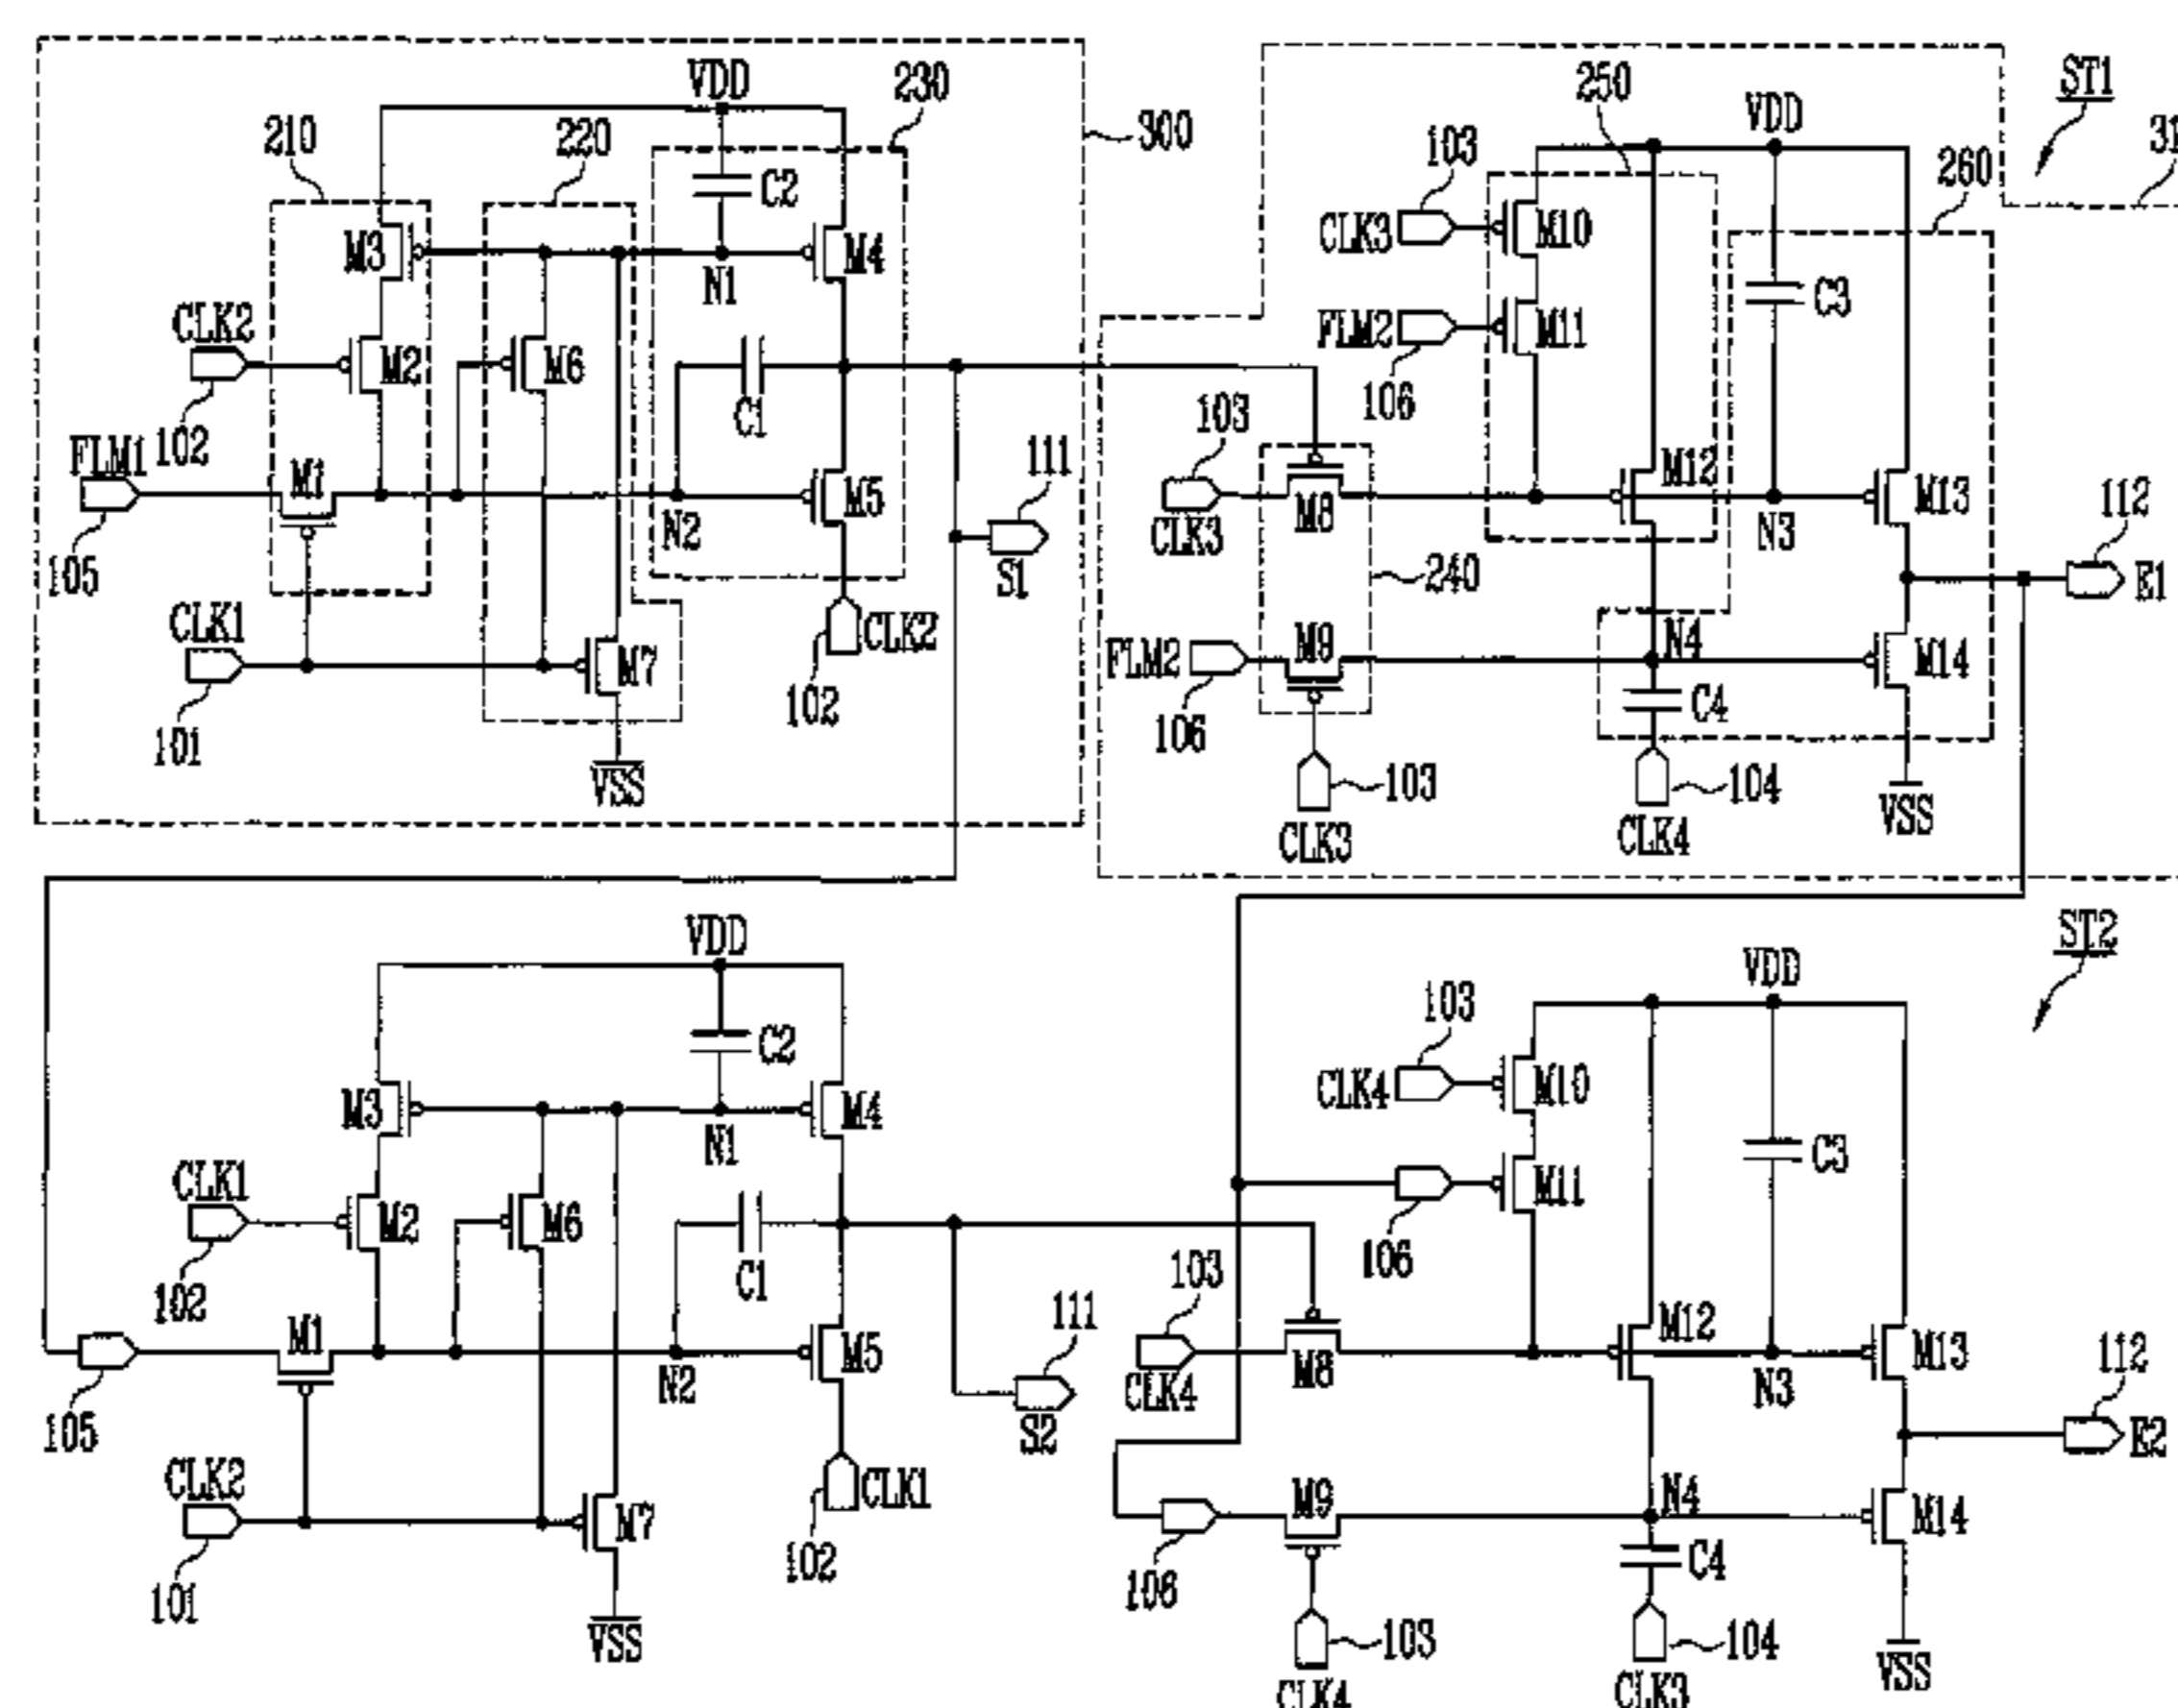 VDD
230
210
220
300
C2
M3
M4
N1
CLK2
M2
M6
102
C1
FLM1
M1
M5
N2
111
S1
105
CLK1
M7
102
CLK2
101
VSS
ST1
250
VDD
103
260
CLK3
M10
FLM2
M11
C3
106
103
M12
M13
CLK3
M8
N3
112
240
E1
FLM2
M9
N4
M14
106
C4
103
104
CLK3
CLK4
VSS
VDD
C2
M3
M4
N1
CLK1
M2
M6
102
C1
M1
M5
N2
111
S2
105
CLK2
M7
102
CLK1
101
VSS
ST2
VDD
103
CLK4
M10
C3
M11
106
103
M12
M13
CLK4
M8
N3
112
E2
M9
N4
M14
106
C4
103
104
CLK4
CLK3
VSS